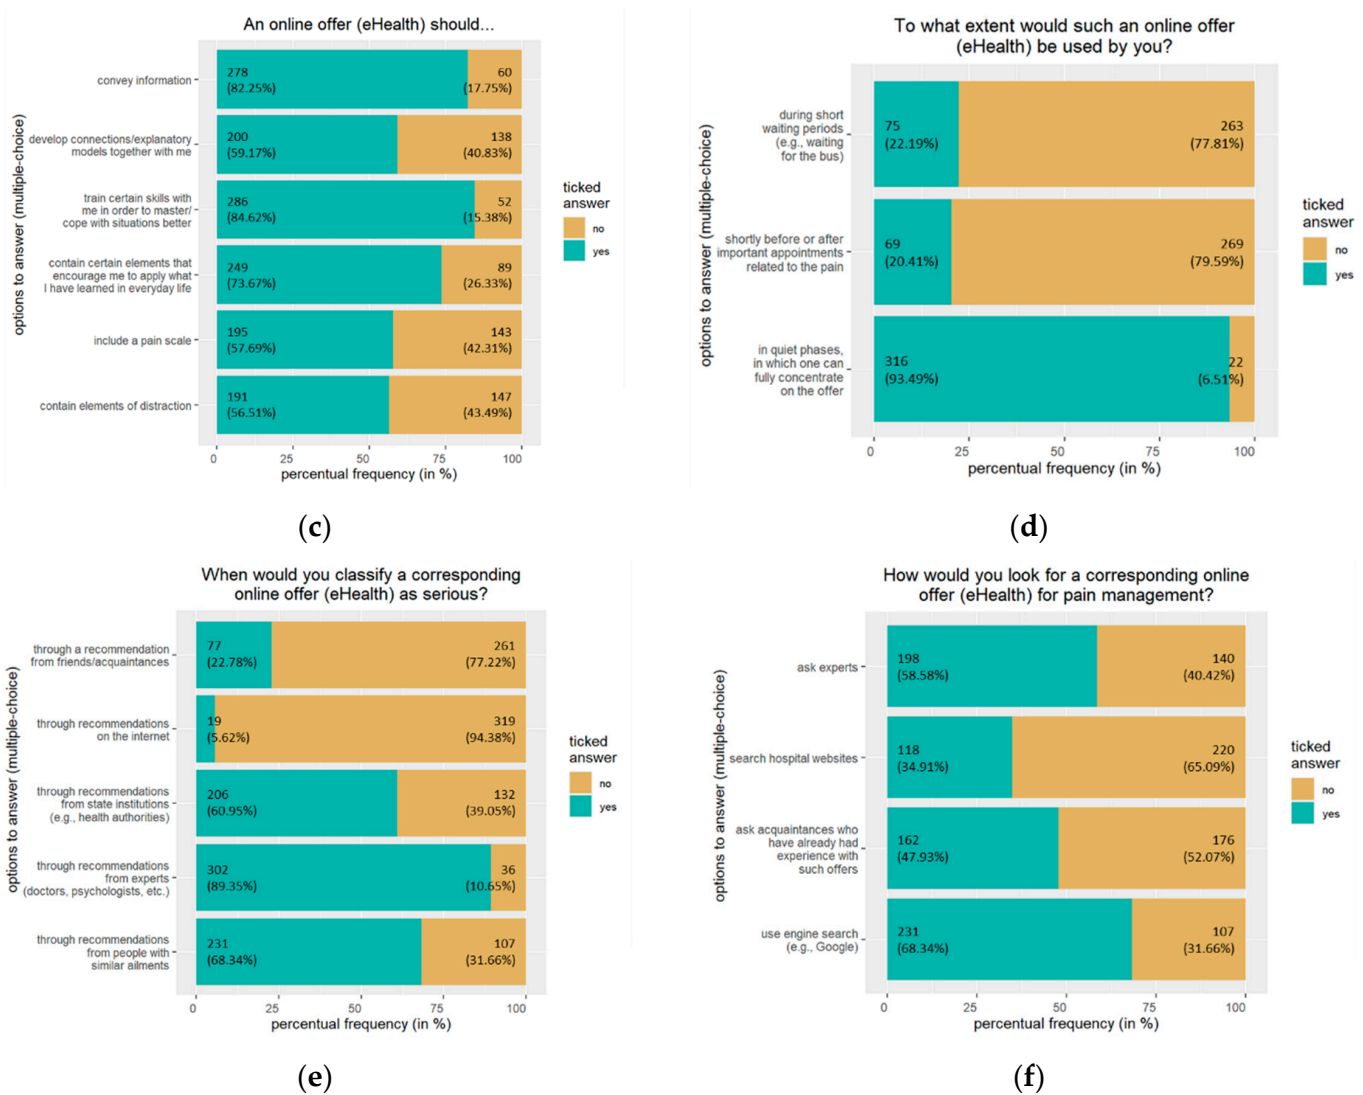 An online offer (eHealth) should...
options to answer (multiple-choice)
convey information
278
(82.25%)
60
(17.75%)
develop connections/explanatory
models together with me
200
(59.17%)
138
(40.83%)
train certain skills with
me in order to master/
cope with situations better
286
(84.62%)
52
(15.38%)
contain certain elements that
encourage me to apply what
I have learned in everyday life
249
(73.67%)
89
(26.33%)
include a pain scale
195
(57.69%)
143
(42.31%)
contain elements of distraction
191
(56.51%)
147
(43.49%)
0 25 50 75 100
percentual frequency (in %)
ticked
answer
no
yes
(c)
To what extent would such an online offer
(eHealth) be used by you?
options to answer (multiple-choice)
during short
waiting periods
(e.g., waiting
for the bus)
75
(22.19%)
263
(77.81%)
shortly before or after
important appointments
related to the pain
69
(20.41%)
269
(79.59%)
in quiet phases,
in which one can
fully concentrate
on the offer
316
(93.49%)
22
(6.51%)
0 25 50 75 100
percentual frequency (in %)
ticked
answer
no
yes
(d)
When would you classify a corresponding
online offer (eHealth) as serious?
options to answer (multiple-choice)
through a recommendation
from friends/acquaintances
77
(22.78%)
261
(77.22%)
through recommendations
on the internet
19
(5.62%)
319
(94.38%)
through recommendations
from state institutions
(e.g., health authorities)
206
(60.95%)
132
(39.05%)
through recommendations
from experts
(doctors, psychologists, etc.)
302
(89.35%)
36
(10.65%)
through recommendations
from people with
similar ailments
231
(68.34%)
107
(31.66%)
0 25 50 75 100
percentual frequency (in %)
ticked
answer
no
yes
(e)
How would you look for a corresponding online
offer (eHealth) for pain management?
options to answer (multiple-choice)
ask experts
198
(58.58%)
140
(40.42%)
search hospital websites
118
(34.91%)
220
(65.09%)
ask acquaintances who
have already had
experience with
such offers
162
(47.93%)
176
(52.07%)
use engine search
(e.g., Google)
231
(68.34%)
107
(31.66%)
0 25 50 75 100
percentual frequency (in %)
ticked
answer
no
yes
(f)